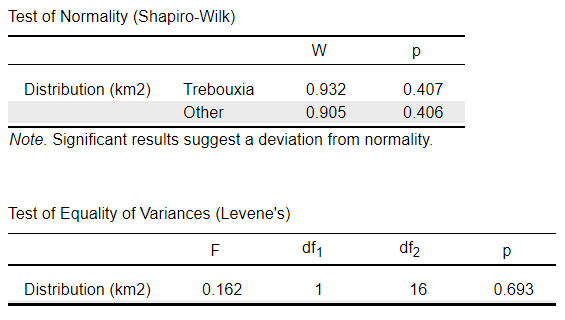 Test of Normality (Shapiro-Wilk)
W p
Distribution (km2) Trebouxia 0.932 0.407
Other 0.905 0.406
Note. Significant results suggest a deviation from normality.
Test of Equality of Variances (Levene's)
F df1 df2 p
Distribution (km2) 0.162 1 16 0.693